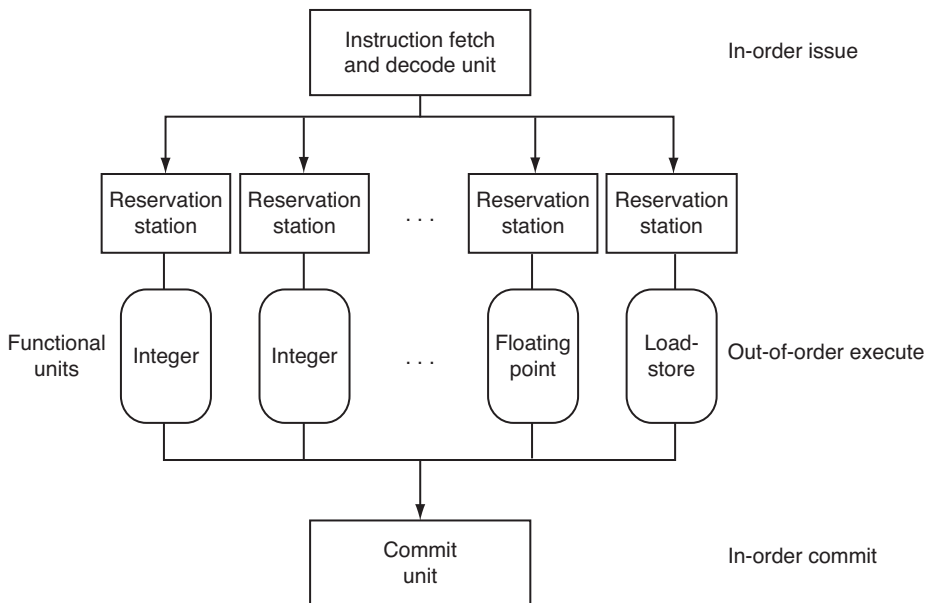 Instruction fetch
and decode unit
In-order issue
Reservation
station
Reservation
station
. . .
Reservation
station
Reservation
station
Functional
units
Integer
Integer
. . .
Floating
point
Load-
store
Out-of-order execute
Commit
unit
In-order commit